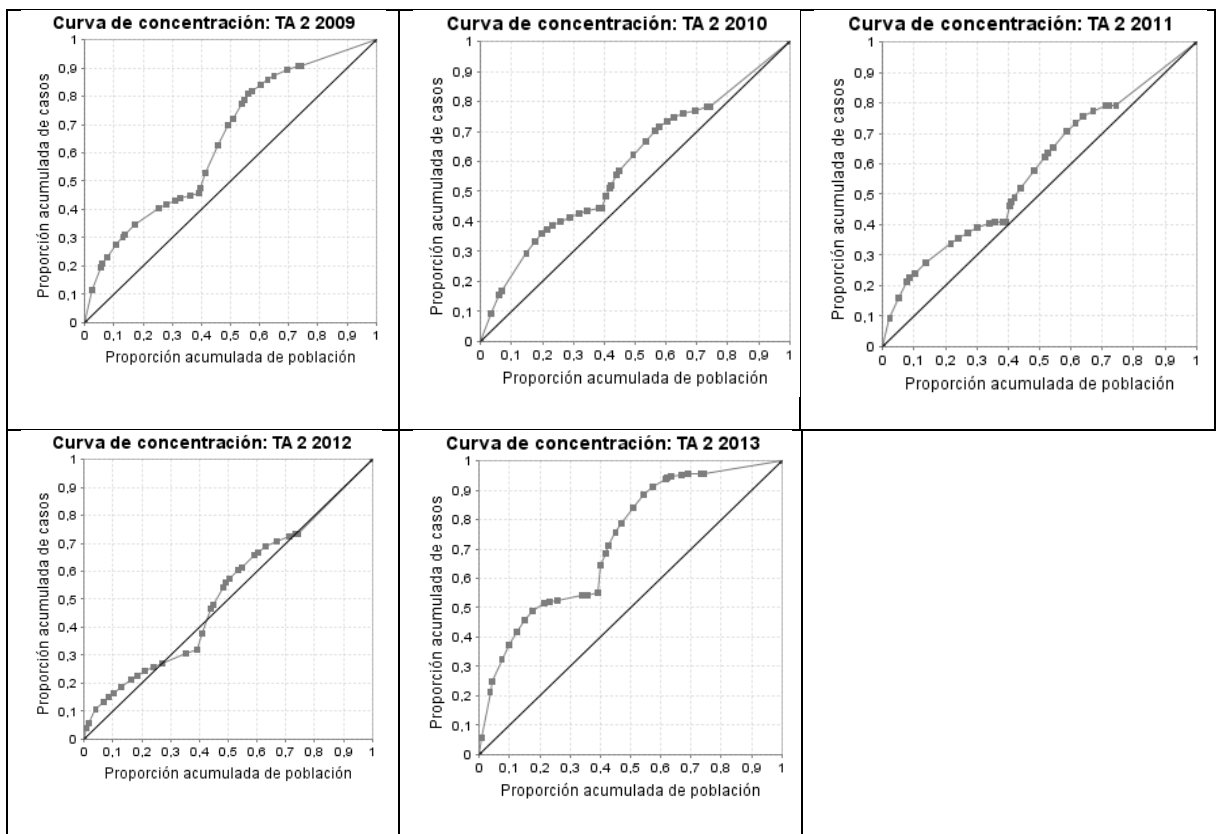 Curva de concentración: TA 2 2009
Proporción acumulada de casos
1
0,9
0,8
0,7
0,6
0,5
0,4
0,3
0,2
0,1
0
0 0,1 0,2 0,3 0,4 0,5 0,6 0,7 0,8 0,9 1
Proporción acumulada de población
Curva de concentración: TA 2 2010
Proporción acumulada de casos
1
0,9
0,8
0,7
0,6
0,5
0,4
0,3
0,2
0,1
0
0 0,1 0,2 0,3 0,4 0,5 0,6 0,7 0,8 0,9 1
Proporción acumulada de población
Curva de concentración: TA 2 2011
Proporción acumulada de casos
1
0,9
0,8
0,7
0,6
0,5
0,4
0,3
0,2
0,1
0
0 0,1 0,2 0,3 0,4 0,5 0,6 0,7 0,8 0,9 1
Proporción acumulada de población
Curva de concentración: TA 2 2012
Proporción acumulada de casos
1
0,9
0,8
0,7
0,6
0,5
0,4
0,3
0,2
0,1
0
0 0,1 0,2 0,3 0,4 0,5 0,6 0,7 0,8 0,9 1
Proporción acumulada de población
Curva de concentración: TA 2 2013
Proporción acumulada de casos
1
0,9
0,8
0,7
0,6
0,5
0,4
0,3
0,2
0,1
0
0 0,1 0,2 0,3 0,4 0,5 0,6 0,7 0,8 0,9 1
Proporción acumulada de población